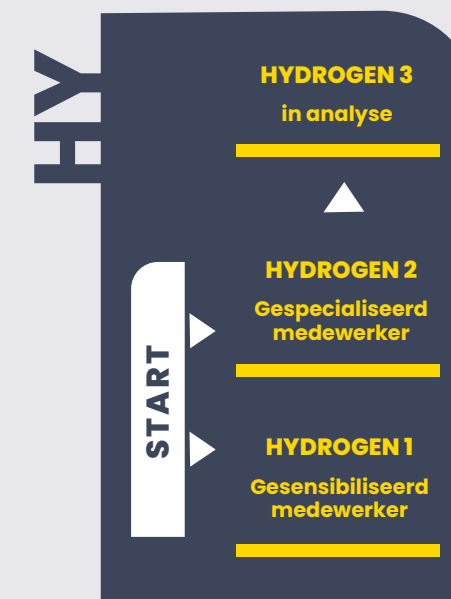 HY
HYDROGEN 3
in analyse
HYDROGEN 2
Gespecialiseerd
medewerker
START
HYDROGEN 1
Gesensibiliseerd
medewerker